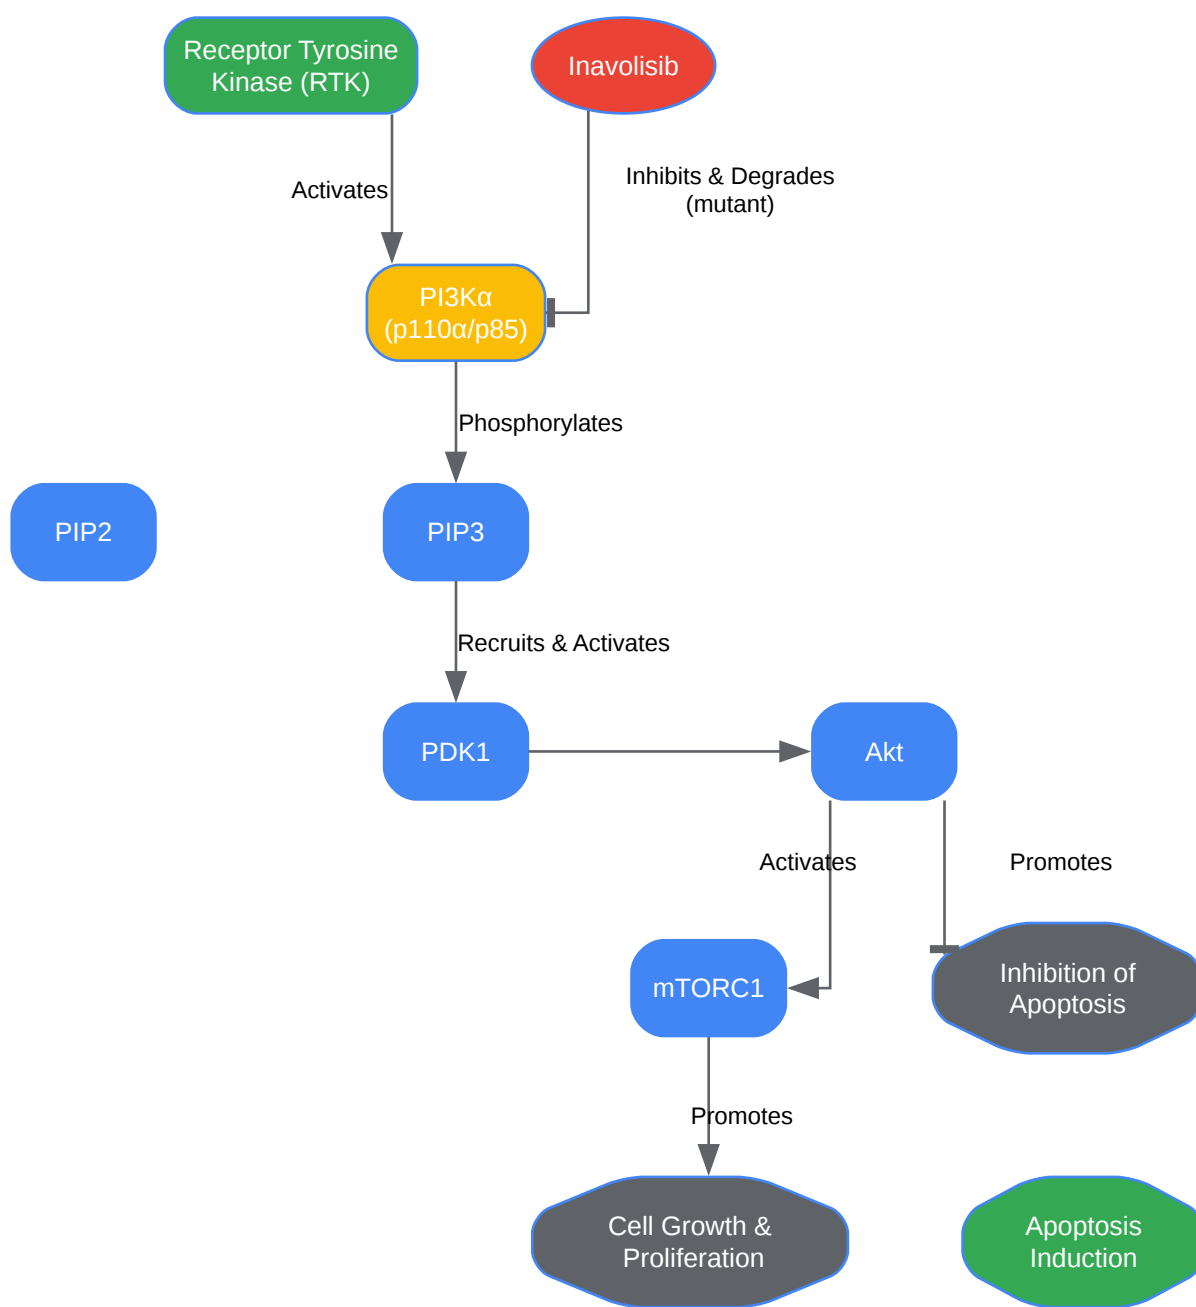 Receptor Tyrosine
Kinase (RTK)
Inavolisib
Activates
Inhibits & Degrades
(mutant)
PI3Kα
(p110α/p85)
Phosphorylates
PIP2
PIP3
Recruits & Activates
PDK1
Akt
Activates
Promotes
mTORC1
Inhibition of
Apoptosis
Promotes
Cell Growth &
Proliferation
Apoptosis
Induction